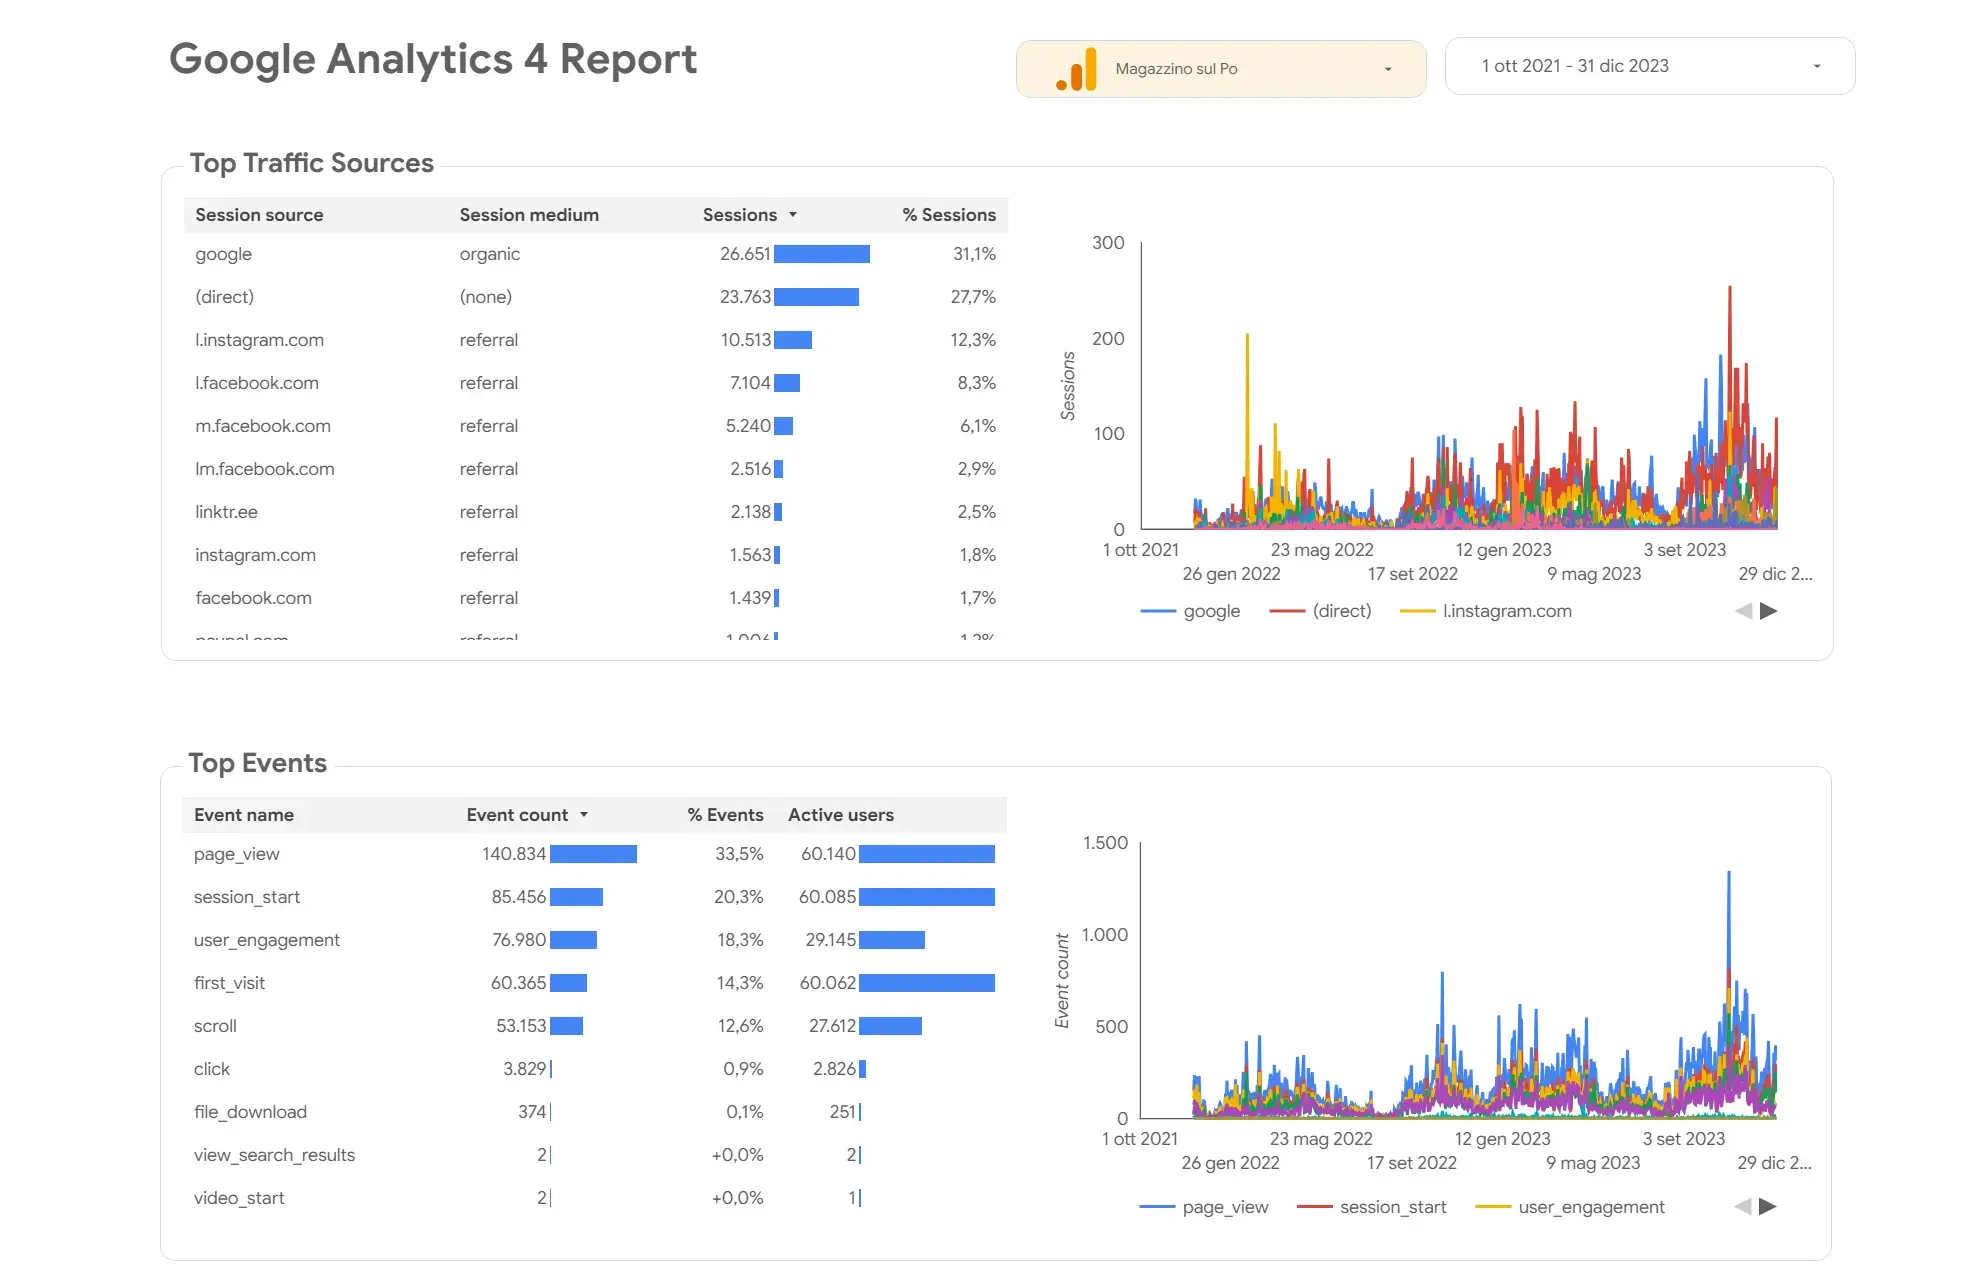 Google Analytics 4 Report
Magazzino sul Po
1 ott 2021 - 31 dic 2023
Top Traffic Sources
Session source Session medium Sessions % Sessions
google organic 26.651 31,1%
(direct) (none) 23.763 27,7%
l.instagram.com referral 10.513 12,3%
l.facebook.com referral 7.104 8,3%
m.facebook.com referral 5.240 6,1%
lm.facebook.com referral 2.516 2,9%
linktr.ee referral 2.138 2,5%
instagram.com referral 1.563 1,8%
facebook.com referral 1.439 1,7%
paypal.com referral 1.006
300
200
100
0
Sessions
1 ott 2021 23 mag 2022 12 gen 2023 3 set 2023
26 gen 2022 17 set 2022 9 mag 2023 29 dic 2...
google (direct) l.instagram.com
Top Events
Event name Event count % Events Active users
page_view 140.834 33,5% 60.140
session_start 85.456 20,3% 60.085
user_engagement 76.980 18,3% 29.145
first_visit 60.365 14,3% 60.062
scroll 53.153 12,6% 27.612
click 3.829 0,9% 2.826
file_download 374 0,1% 251
view_search_results 2 +0,0% 2
video_start 2 +0,0% 1
1.500
1.000
500
0
Event count
1 ott 2021 23 mag 2022 12 gen 2023 3 set 2023
26 gen 2022 17 set 2022 9 mag 2023 29 dic 2...
page_view session_start user_engagement